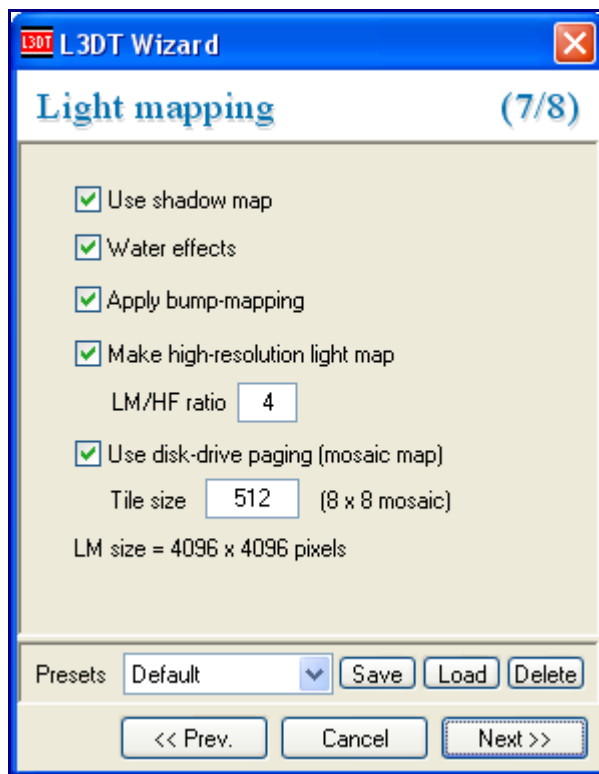 L3DT L3DT Wizard
Light mapping (7/8)
Use shadow map
Water effects
Apply bump-mapping
Make high-resolution light map
LM/HF ratio 4
Use disk-drive paging (mosaic map)
Tile size 512 (8 x 8 mosaic)
LM size = 4096 x 4096 pixels
Presets Default Save Load Delete
<< Prev. Cancel Next >>